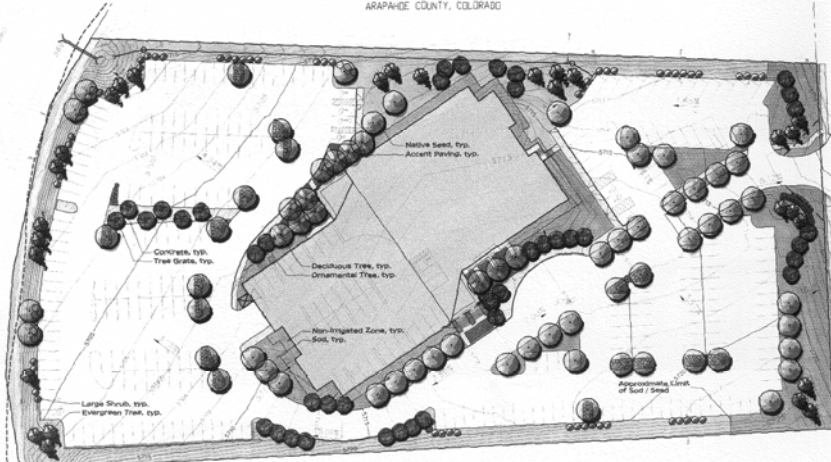 ARAPAHOE COUNTY, COLORADO
Native Seed, typ.
Accent Paving, typ.
5713
Concrete, typ.
Tree Grate, typ.
Deciduous Tree, typ.
Ornamental Tree, typ.
Non-Irrigated Zone, typ.
Sod, typ.
Approximate Limit
of Sod / Seed
Large Shrub, typ.
Evergreen Tree, typ.